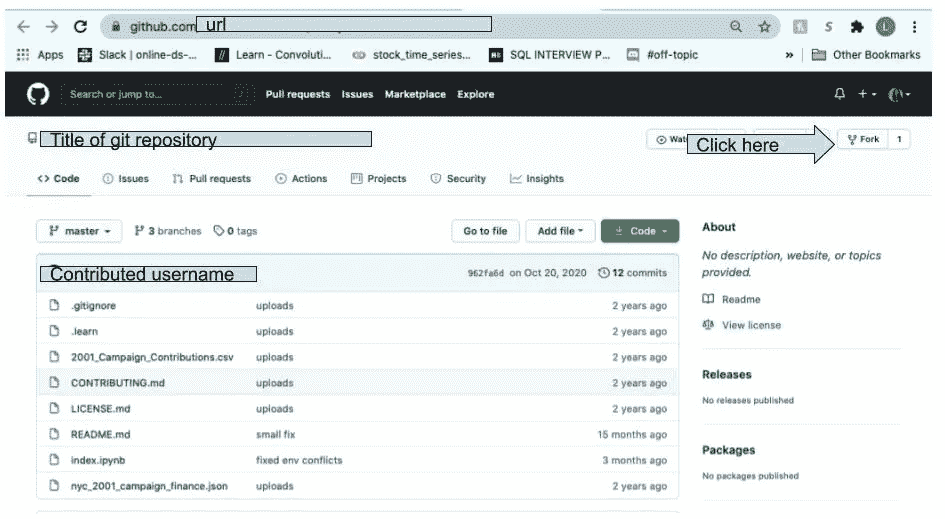 github.com url
Apps Slack | online-ds-... Learn - Convoluti... stock_time_series... SQL INTERVIEW P... #off-topic » Other Bookmarks
Search or jump to... / Pull requests Issues Marketplace Explore
Title of git repository Click here Fork 1
<> Code Issues Pull requests Actions Projects Security Insights
master 3 branches 0 tags Go to file Add file Code
About
No description, website, or topics
provided.
Readme
View license
Releases
No releases published
Packages
No packages published
Contributed username 962fa6d on Oct 20, 2020 12 commits
.gitignore uploads 2 years ago
.learn uploads 2 years ago
2001_Campaign_Contributions.csv uploads 2 years ago
CONTRIBUTING.md uploads 2 years ago
LICENSE.md uploads 2 years ago
README.md small fix 15 months ago
index.ipynb fixed env conflicts 3 months ago
nyc_2001_campaign_finance.json uploads 2 years ago